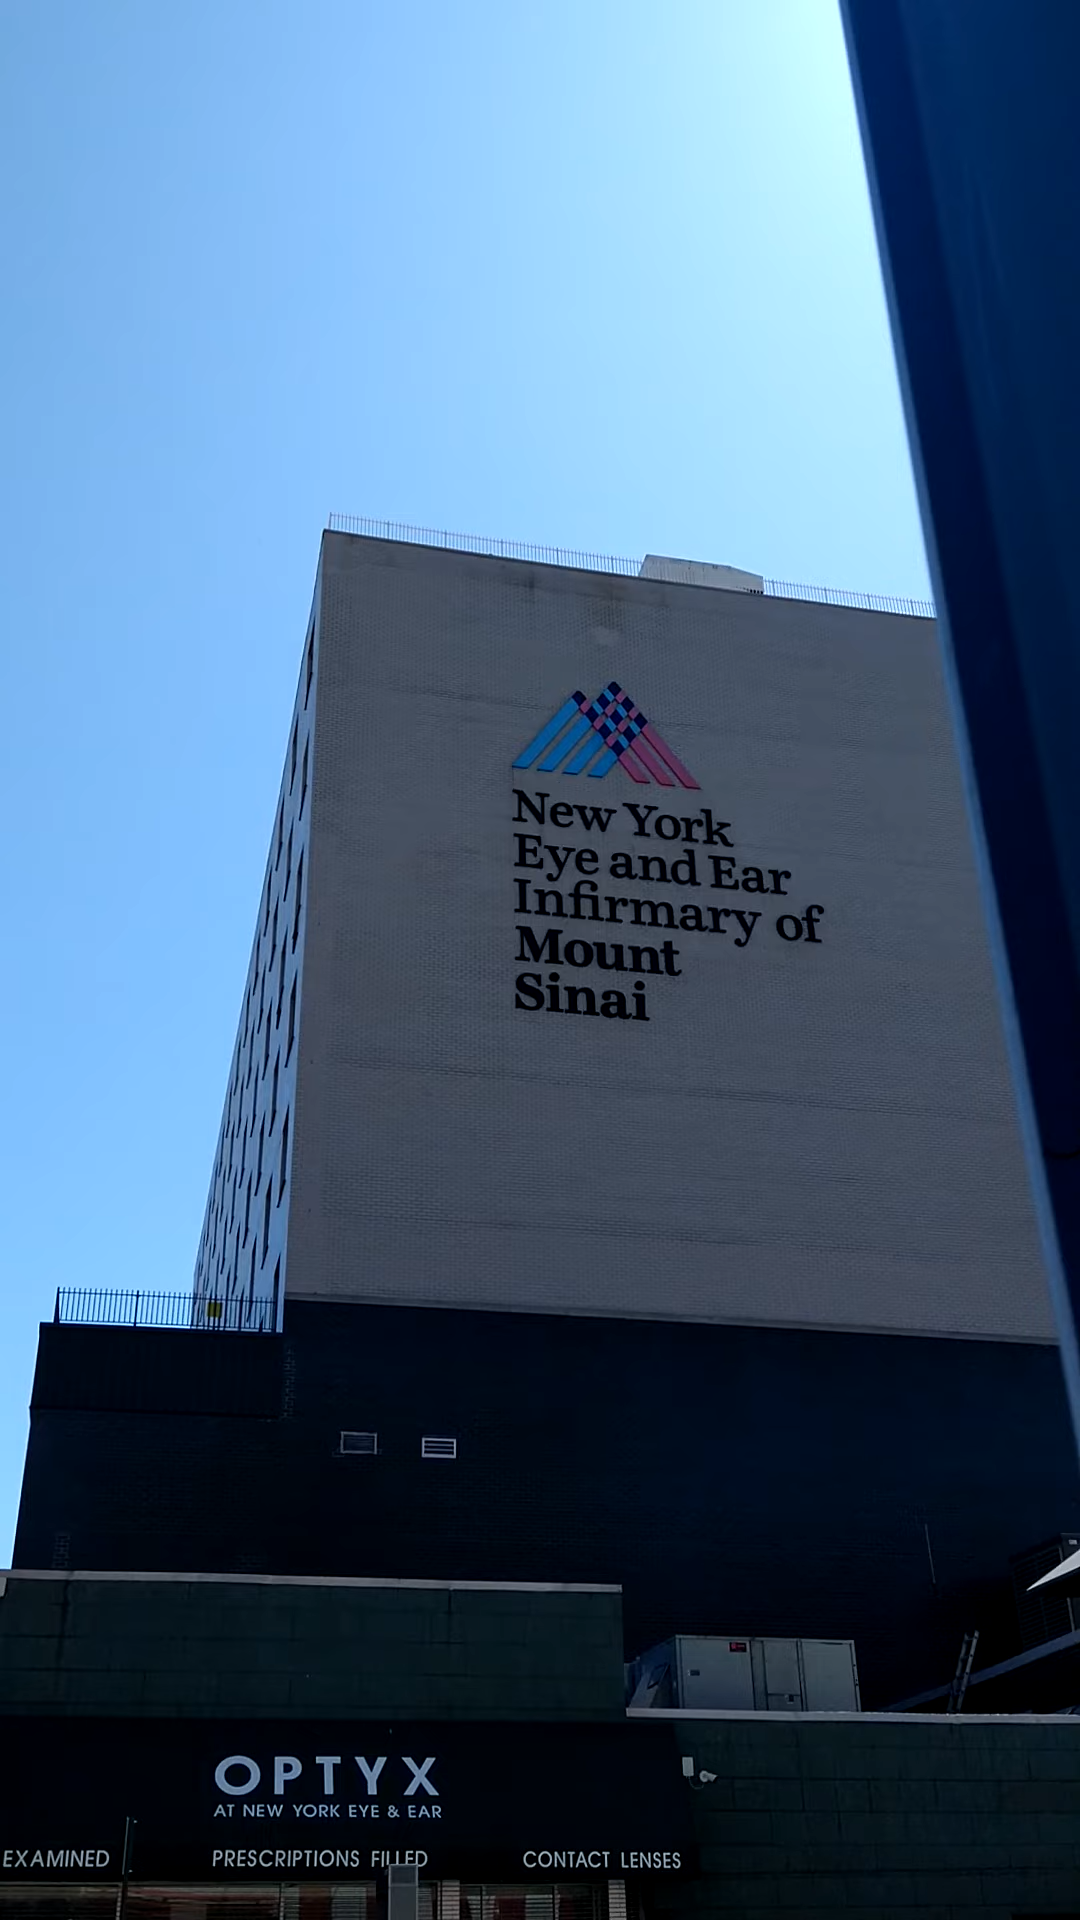 New York
Eye and Ear
Infirmary of
Mount
Sinai
OPTYX
AT NEW YORK EYE & EAR
EXAMINED PRESCRIPTIONS FILLED CONTACT LENSES